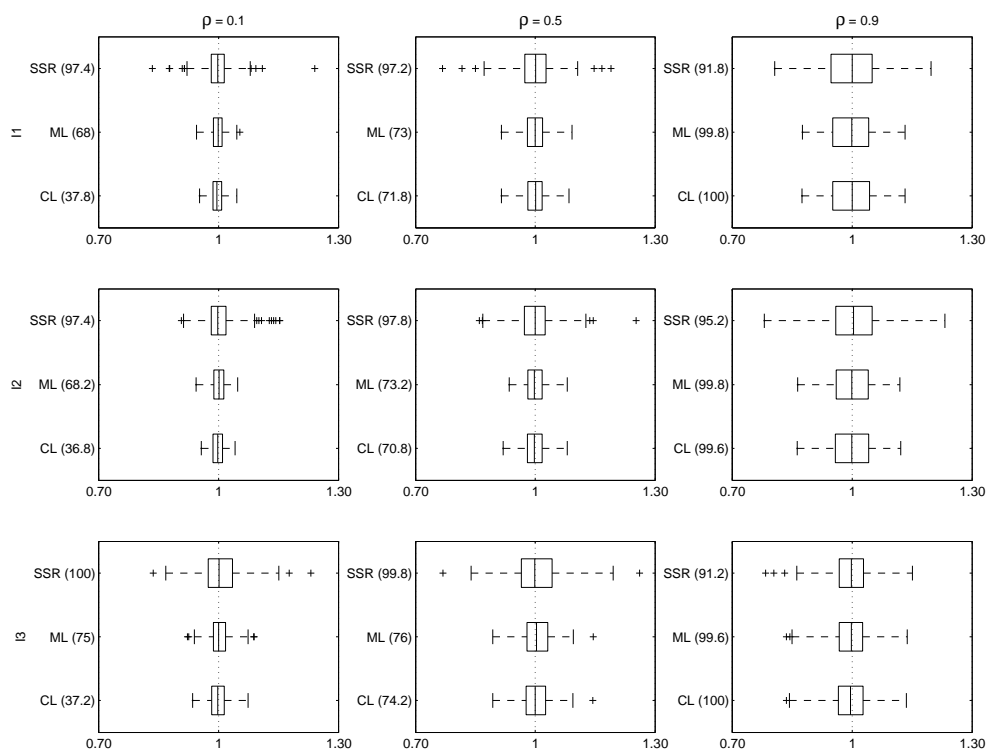 ρ = 0.1
ρ = 0.5
ρ = 0.9
I1
SSR (97.4)
ML (68)
CL (37.8)
0.70 1 1.30
SSR (97.2)
ML (73)
CL (71.8)
0.70 1 1.30
SSR (91.8)
ML (99.8)
CL (100)
0.70 1 1.30
I2
SSR (97.4)
ML (68.2)
CL (36.8)
0.70 1 1.30
SSR (97.8)
ML (73.2)
CL (70.8)
0.70 1 1.30
SSR (95.2)
ML (99.8)
CL (99.6)
0.70 1 1.30
I3
SSR (100)
ML (75)
CL (37.2)
0.70 1 1.30
SSR (99.8)
ML (76)
CL (74.2)
0.70 1 1.30
SSR (91.2)
ML (99.6)
CL (100)
0.70 1 1.30